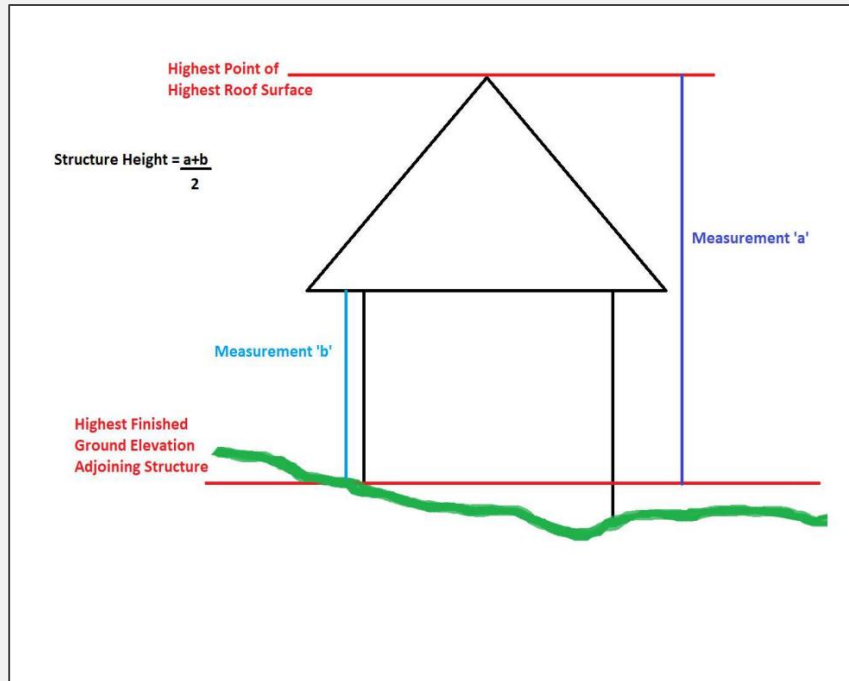 Highest Point of
Highest Roof Surface
Structure Height = a+b
2
Measurement 'a'
Measurement 'b'
Highest Finished
Ground Elevation
Adjoining Structure